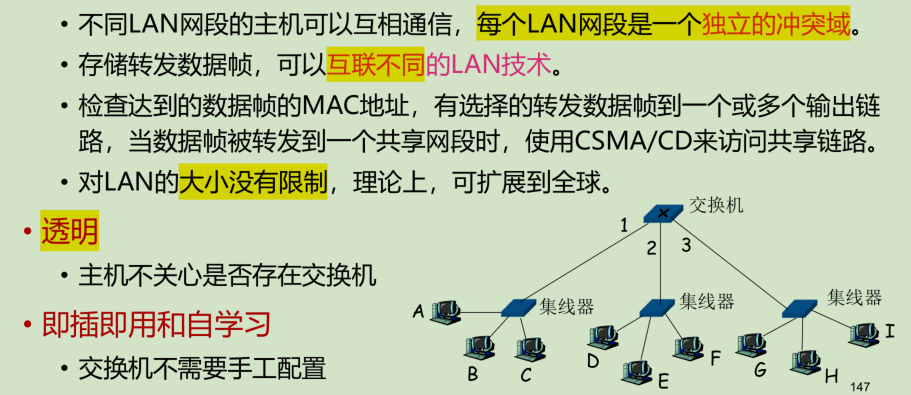 • 不同LAN网段的主机可以互相通信，每个LAN网段是一个独立的冲突域。
• 存储转发数据帧，可以互联不同的LAN技术。
• 检查达到的数据帧的MAC地址，有选择的转发数据帧到一个或多个输出链
路，当数据帧被转发到一个共享网段时，使用CSMA/CD来访问共享链路。
• 对LAN的大小没有限制，理论上，可扩展到全球。
• 透明
• 主机不关心是否存在交换机
• 即插即用和自学习
• 交换机不需要手工配置
交换机
1
2
3
集线器
集线器
集线器
A
B
C
D
E
F
G
H
I
147